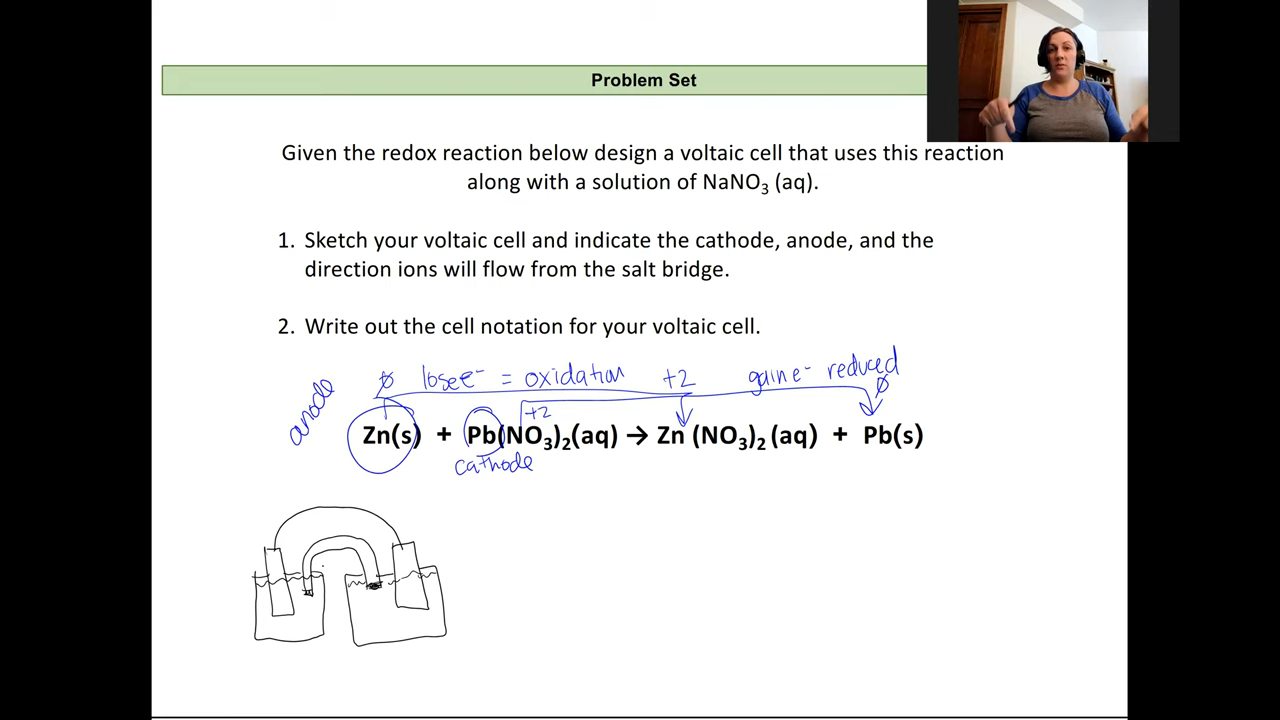 Problem Set
Given the redox reaction below design a voltaic cell that uses this reaction
along with a solution of NaNO₃ (aq).
1. Sketch your voltaic cell and indicate the cathode, anode, and the
direction ions will flow from the salt bridge.
2. Write out the cell notation for your voltaic cell.
anode
∅ lose e⁻ = oxidation +2 gain e⁻ reduced
∅
+2
Zn(s) + Pb(NO₃)₂(aq) → Zn (NO₃)₂ (aq) + Pb(s)
cathode